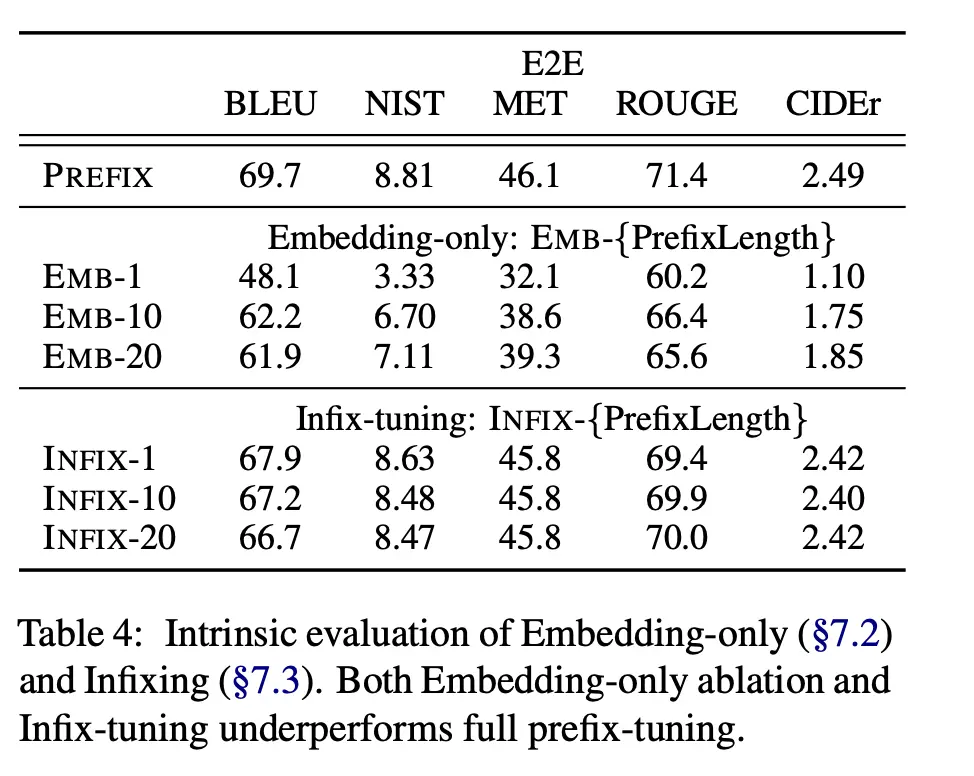 E2E
BLEU NIST MET ROUGE CIDEr
PREFIX 69.7 8.81 46.1 71.4 2.49
Embedding-only: EMB-{PrefixLength}
EMB-1 48.1 3.33 32.1 60.2 1.10
EMB-10 62.2 6.70 38.6 66.4 1.75
EMB-20 61.9 7.11 39.3 65.6 1.85
Infix-tuning: INFIX-{PrefixLength}
INFIX-1 67.9 8.63 45.8 69.4 2.42
INFIX-10 67.2 8.48 45.8 69.9 2.40
INFIX-20 66.7 8.47 45.8 70.0 2.42
Table 4: Intrinsic evaluation of Embedding-only (§7.2)
and Infixing (§7.3). Both Embedding-only ablation and
Infix-tuning underperforms full prefix-tuning.